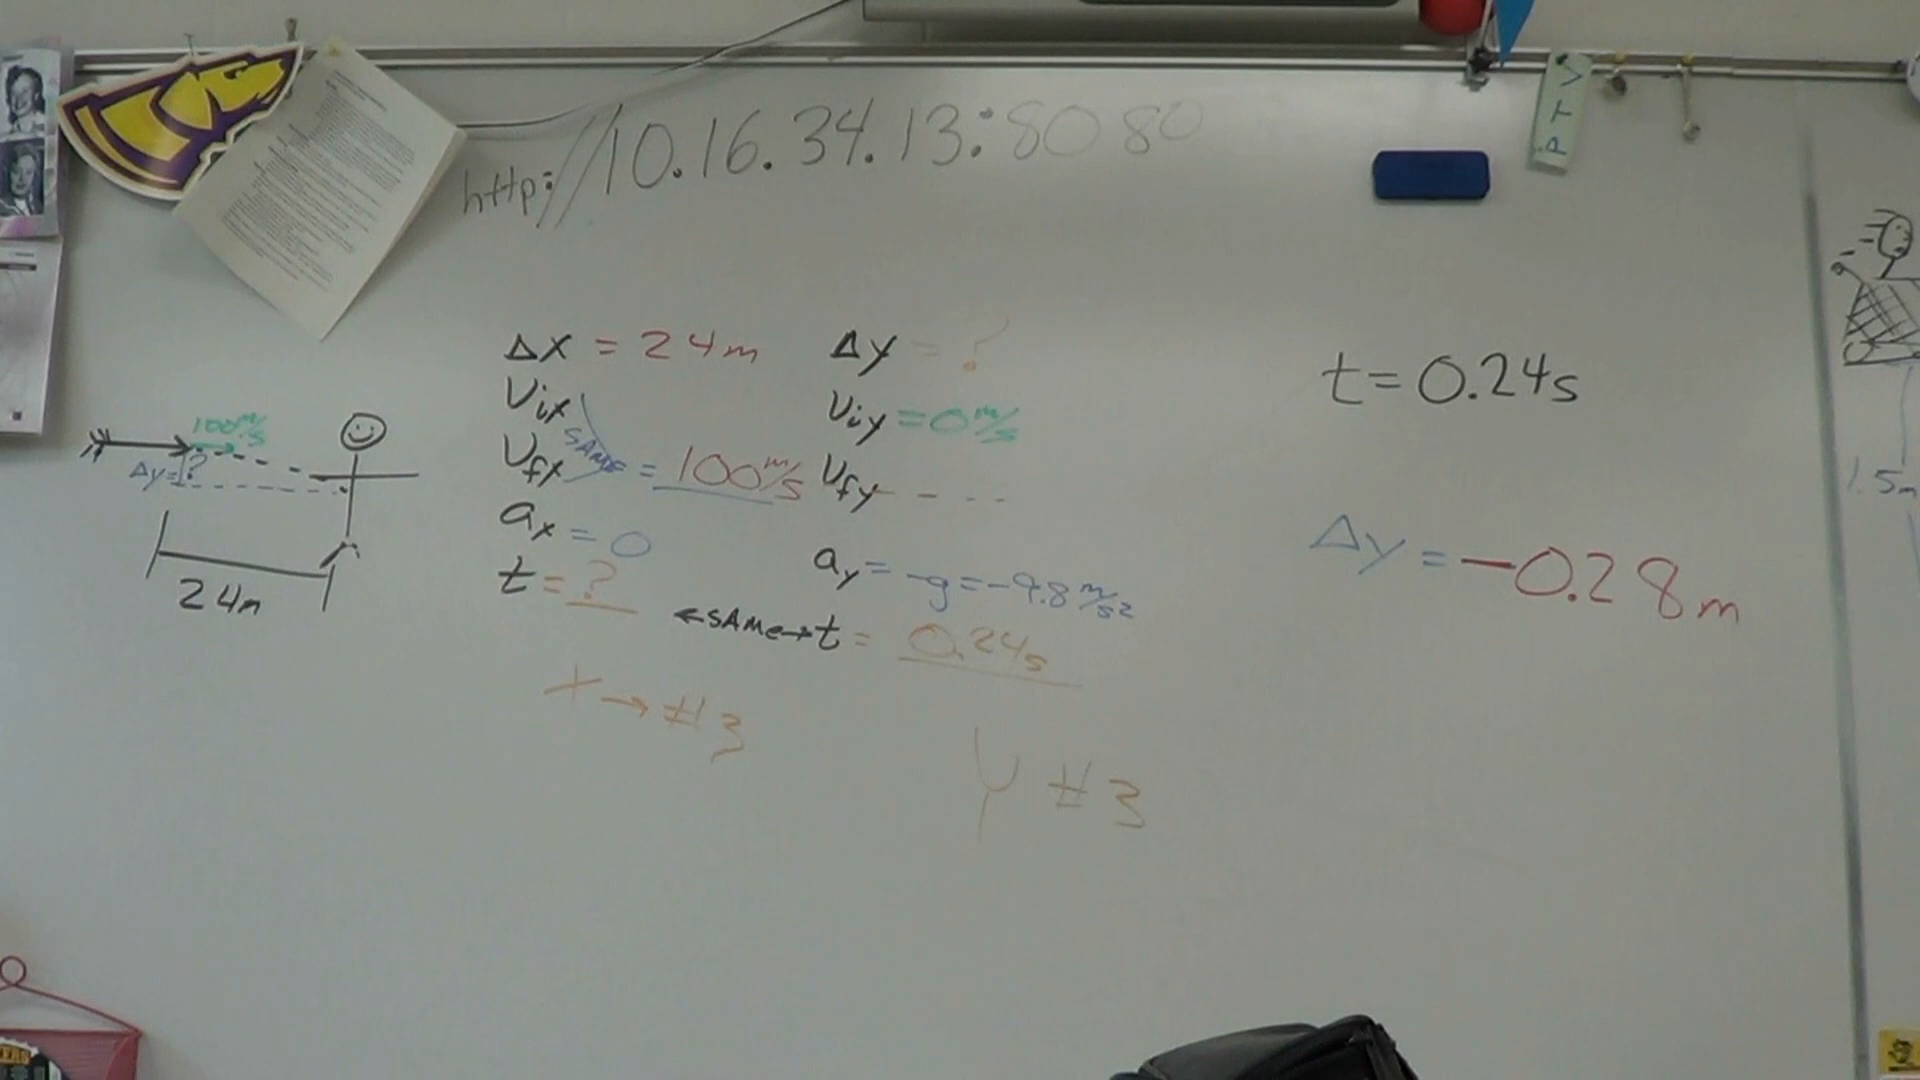 http://10.16.34.13:8080
PTV
Δx = 24m
Δy = ?
Vix
Viy = 0 m/s
SAME
Vfx = 100 m/s
Vfy - - - -
ax = 0
ay = -g = -9.8 m/s²
t = ?
←SAMe→ t = 0.24s
x → #3
y #3
100 m/s
Δy = ?
24m
t = 0.24s
Δy = -0.28m
1.5m